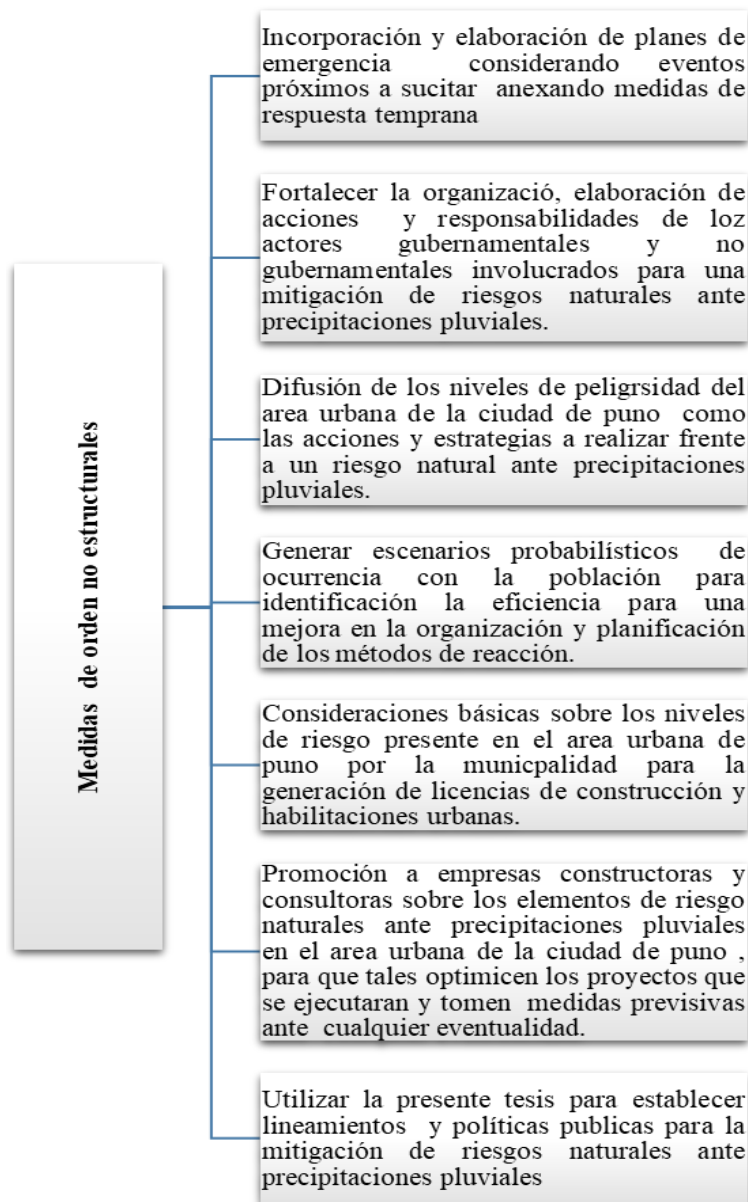 Medidas de orden no estructurales
Incorporación y elaboración de planes de
emergencia considerando eventos
próximos a sucitar anexando medidas de
respuesta temprana
Fortalecer la organizació, elaboración de
acciones y responsabilidades de loz
actores gubernamentales y no
gubernamentales involucrados para una
mitigación de riesgos naturales ante
precipitaciones pluviales.
Difusión de los niveles de peligrsidad del
area urbana de la ciudad de puno como
las acciones y estrategias a realizar frente
a un riesgo natural ante precipitaciones
pluviales.
Generar escenarios probabilísticos de
ocurrencia con la población para
identificación la eficiencia para una
mejora en la organización y planificación
de los métodos de reacción.
Consideraciones básicas sobre los niveles
de riesgo presente en el area urbana de
puno por la municpalidad para la
generación de licencias de construcción y
habilitaciones urbanas.
Promoción a empresas constructoras y
consultoras sobre los elementos de riesgo
naturales ante precipitaciones pluviales
en el area urbana de la ciudad de puno ,
para que tales optimicen los proyectos que
se ejecutaran y tomen medidas previsivas
ante cualquier eventualidad.
Utilizar la presente tesis para establecer
lineamientos y políticas publicas para la
mitigación de riesgos naturales ante
precipitaciones pluviales